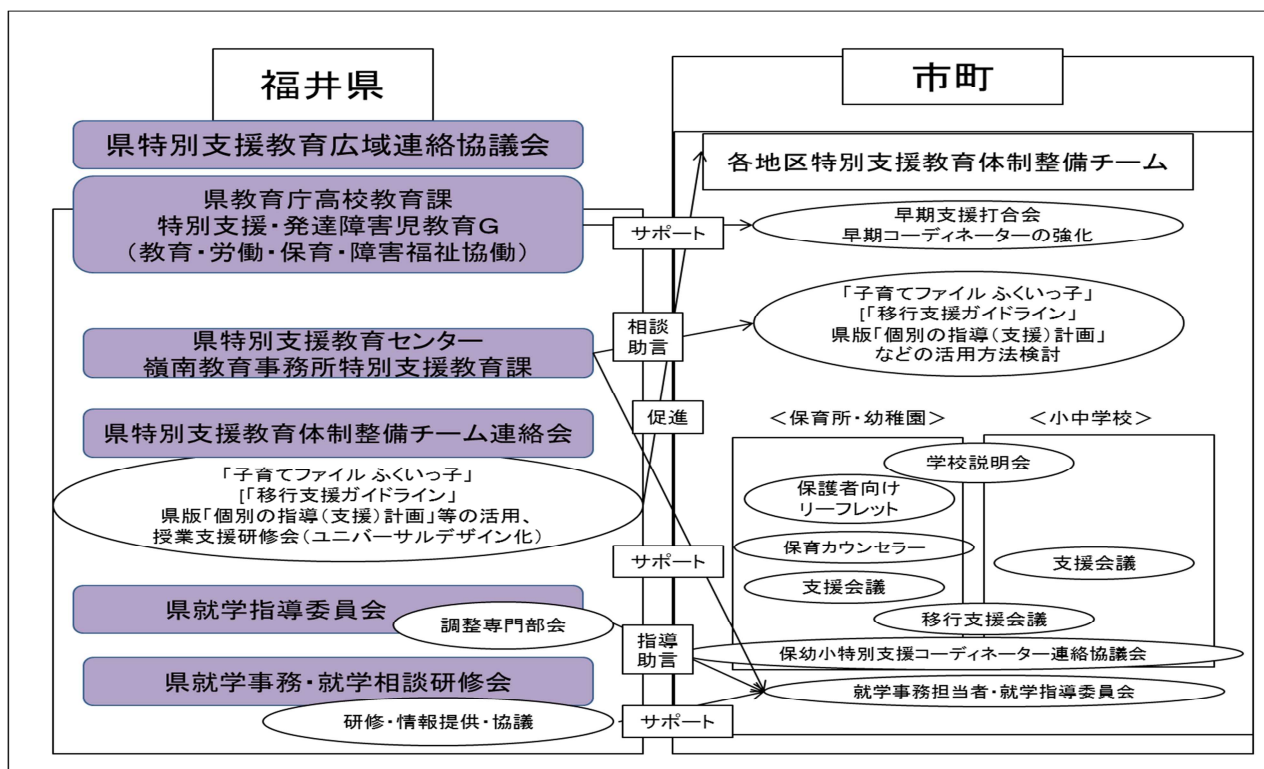 福井県
県特別支援教育広域連絡協議会
県教育庁高校教育課
特別支援・発達障害児教育G
(教育・労働・保育・障害福祉協働)
県特別支援教育センター
嶺南教育事務所特別支援教育課
県特別支援教育体制整備チーム連絡会
「子育てファイル ふくいっ子」
[「移行支援ガイドライン」
県版「個別の指導(支援)計画」等の活用、
授業支援研修会(ユニバーサルデザイン化)
県就学指導委員会
調整専門部会
県就学事務・就学相談研修会
研修・情報提供・協議
サポート
相談
助言
促進
サポート
指導
助言
サポート
市町
各地区特別支援教育体制整備チーム
早期支援打合会
早期コーディネーターの強化
「子育てファイル ふくいっ子」
[「移行支援ガイドライン」
県版「個別の指導(支援)計画」
などの活用方法検討
<保育所・幼稚園>
<小中学校>
学校説明会
保護者向け
リーフレット
保育カウンセラー
支援会議
支援会議
移行支援会議
保幼小特別支援コーディネーター連絡協議会
就学事務担当者・就学指導委員会